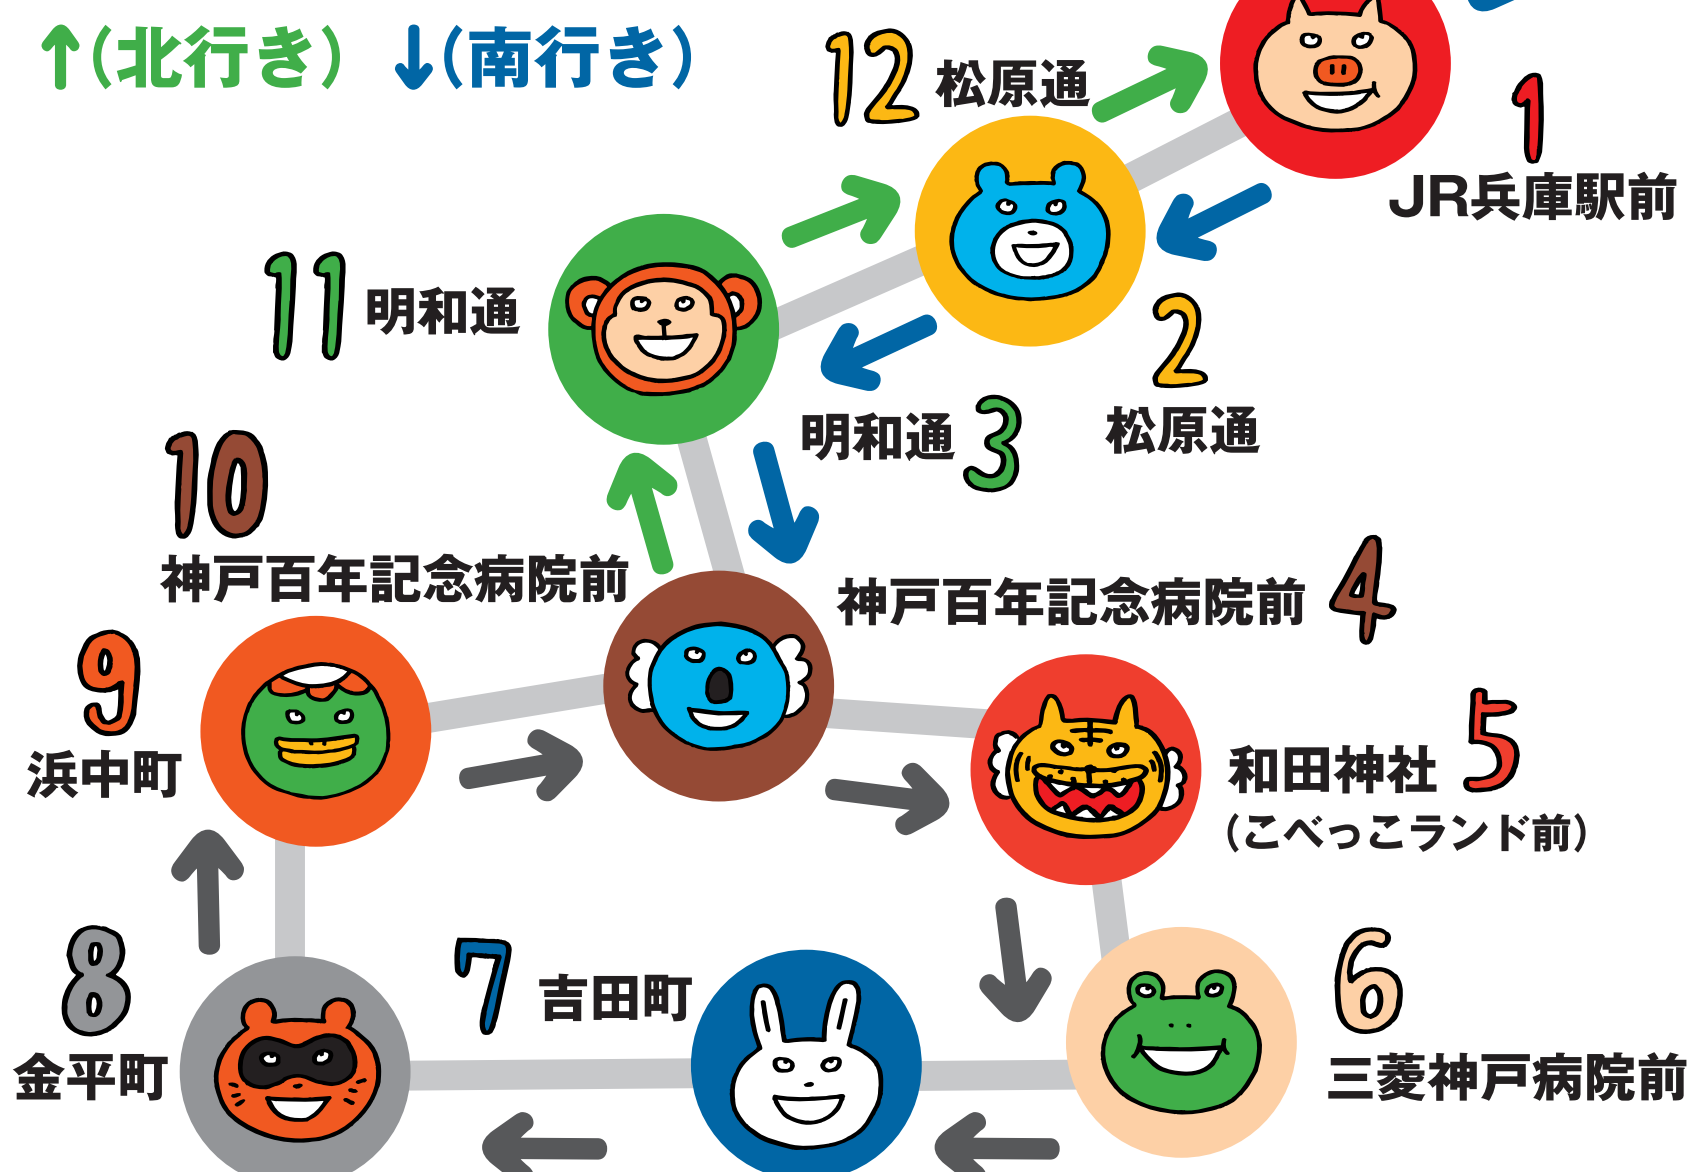 ↑(北行き) ↓(南行き)
12 松原通
1
JR兵庫駅前
11 明和通
2
松原通
明和通 3
10
神戸百年記念病院前
神戸百年記念病院前 4
9
浜中町
和田神社 5
(こべっこランド前)
8
金平町
7 吉田町
6
三菱神戸病院前